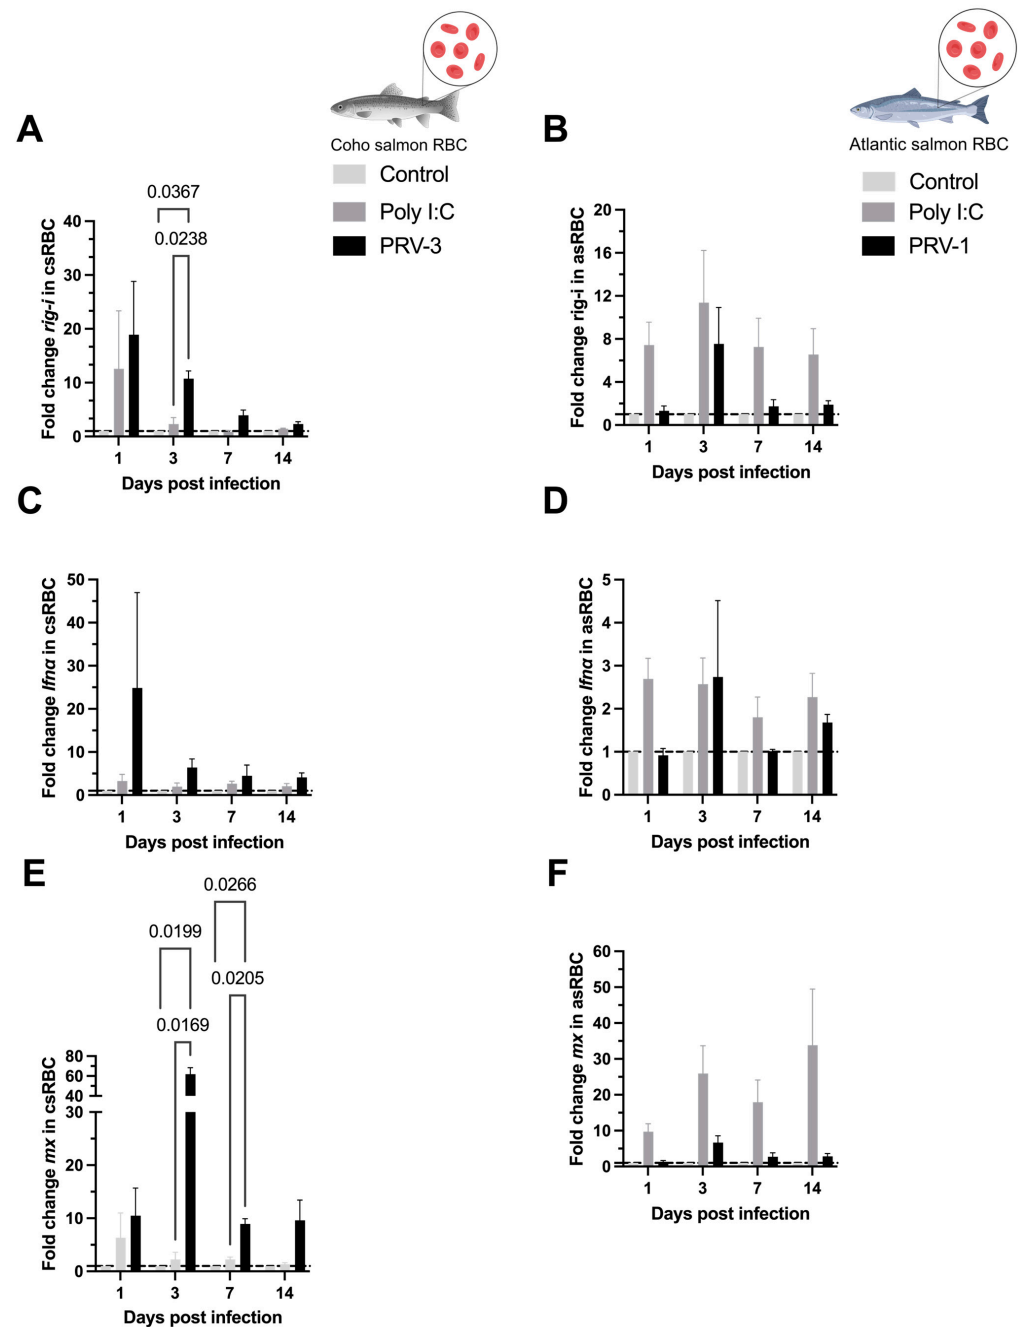 A
Coho salmon RBC
Control
Poly I:C
PRV-3
B
Atlantic salmon RBC
Control
Poly I:C
PRV-1
0.0367
0.0238
Fold change rig-i in csRBC
40
30
20
10
0
1 3 7 14
Days post infection
Fold change rig-i in asRBC
20
16
12
8
4
0
1 3 7 14
Days post infection
C
Fold change Ifnα in csRBC
50
40
30
20
10
0
1 3 7 14
Days post infection
D
Fold change Ifnα in asRBC
5
4
3
2
1
0
1 3 7 14
Days post infection
E
0.0266
0.0199
0.0205
0.0169
Fold change mx in csRBC
80
60
40
30
20
10
0
1 3 7 14
Days post infection
F
Fold change mx in asRBC
60
50
40
30
20
10
0
1 3 7 14
Days post infection